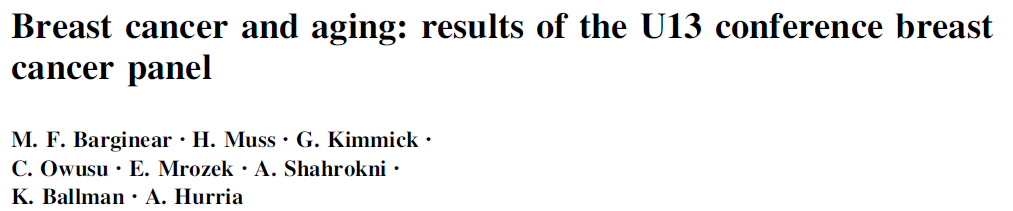 Breast cancer and aging: results of the U13 conference breast
cancer panel
M. F. Barginear · H. Muss · G. Kimmick ·
C. Owusu · E. Mrozek · A. Shahrokni ·
K. Ballman · A. Hurria